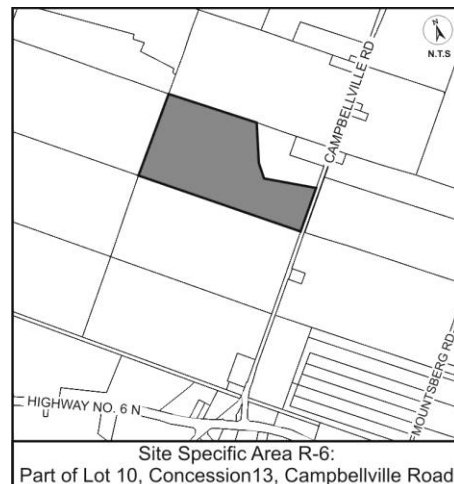 N
N.T.S
CAMPBELLVILLE RD
MOUNTSBERG RD
HIGHWAY NO. 6 N
Site Specific Area R-6:
Part of Lot 10, Concession13, Campbellville Road